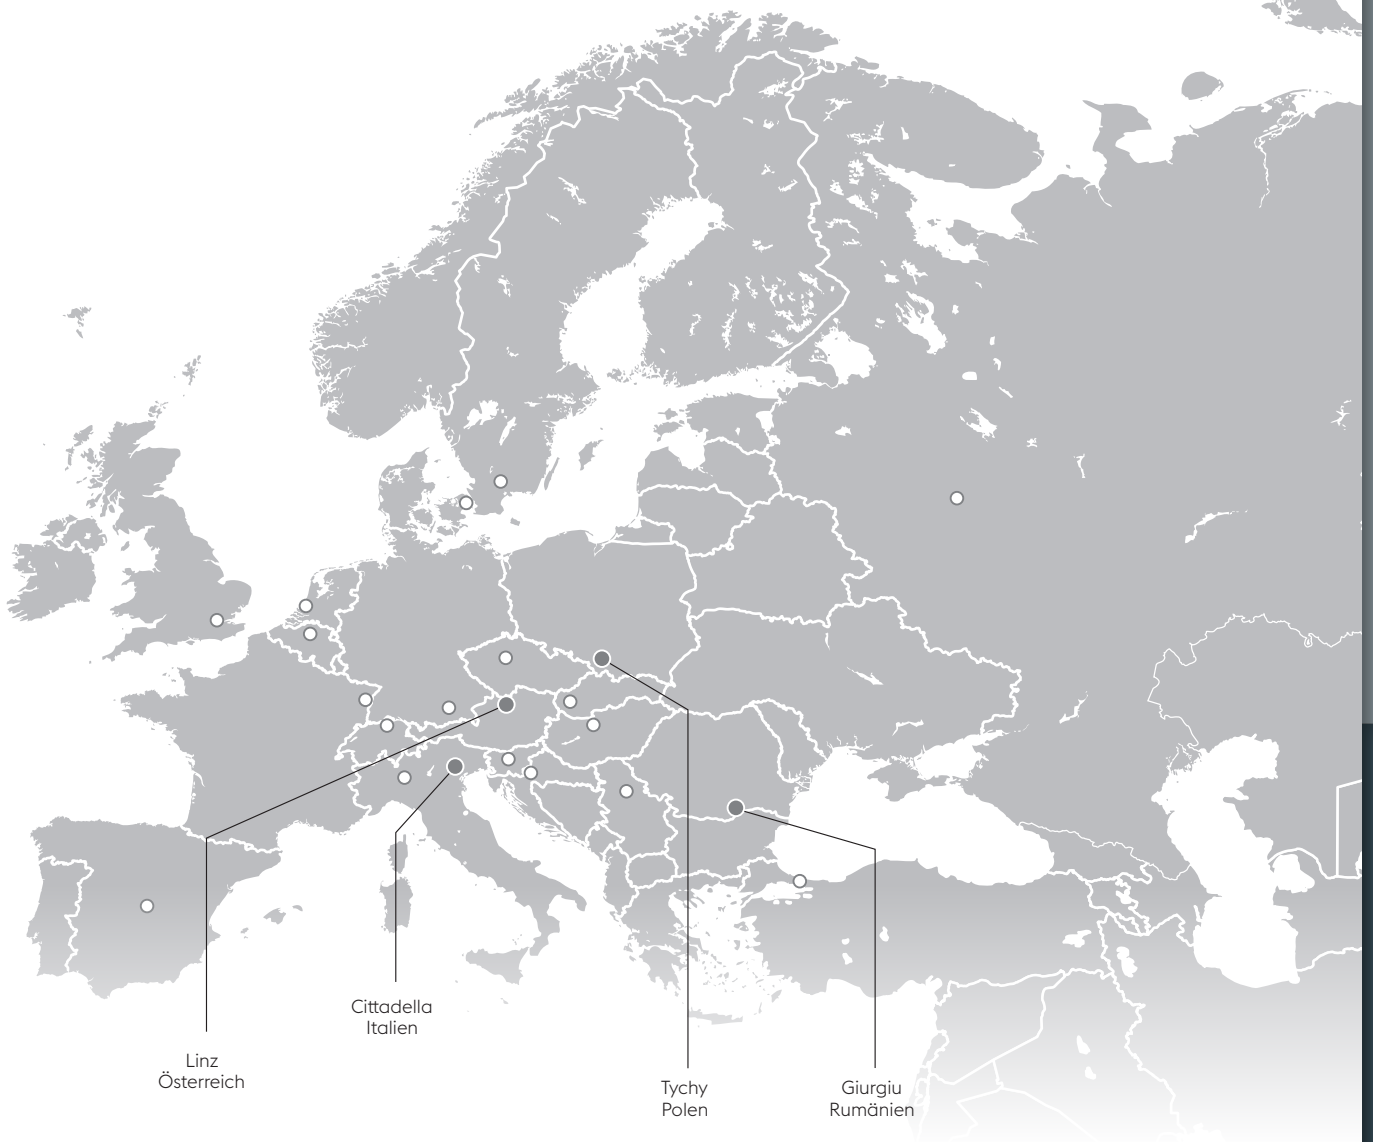 Cittadella
Italien
Linz
Österreich
Tychy
Polen
Giurgiu
Rumänien